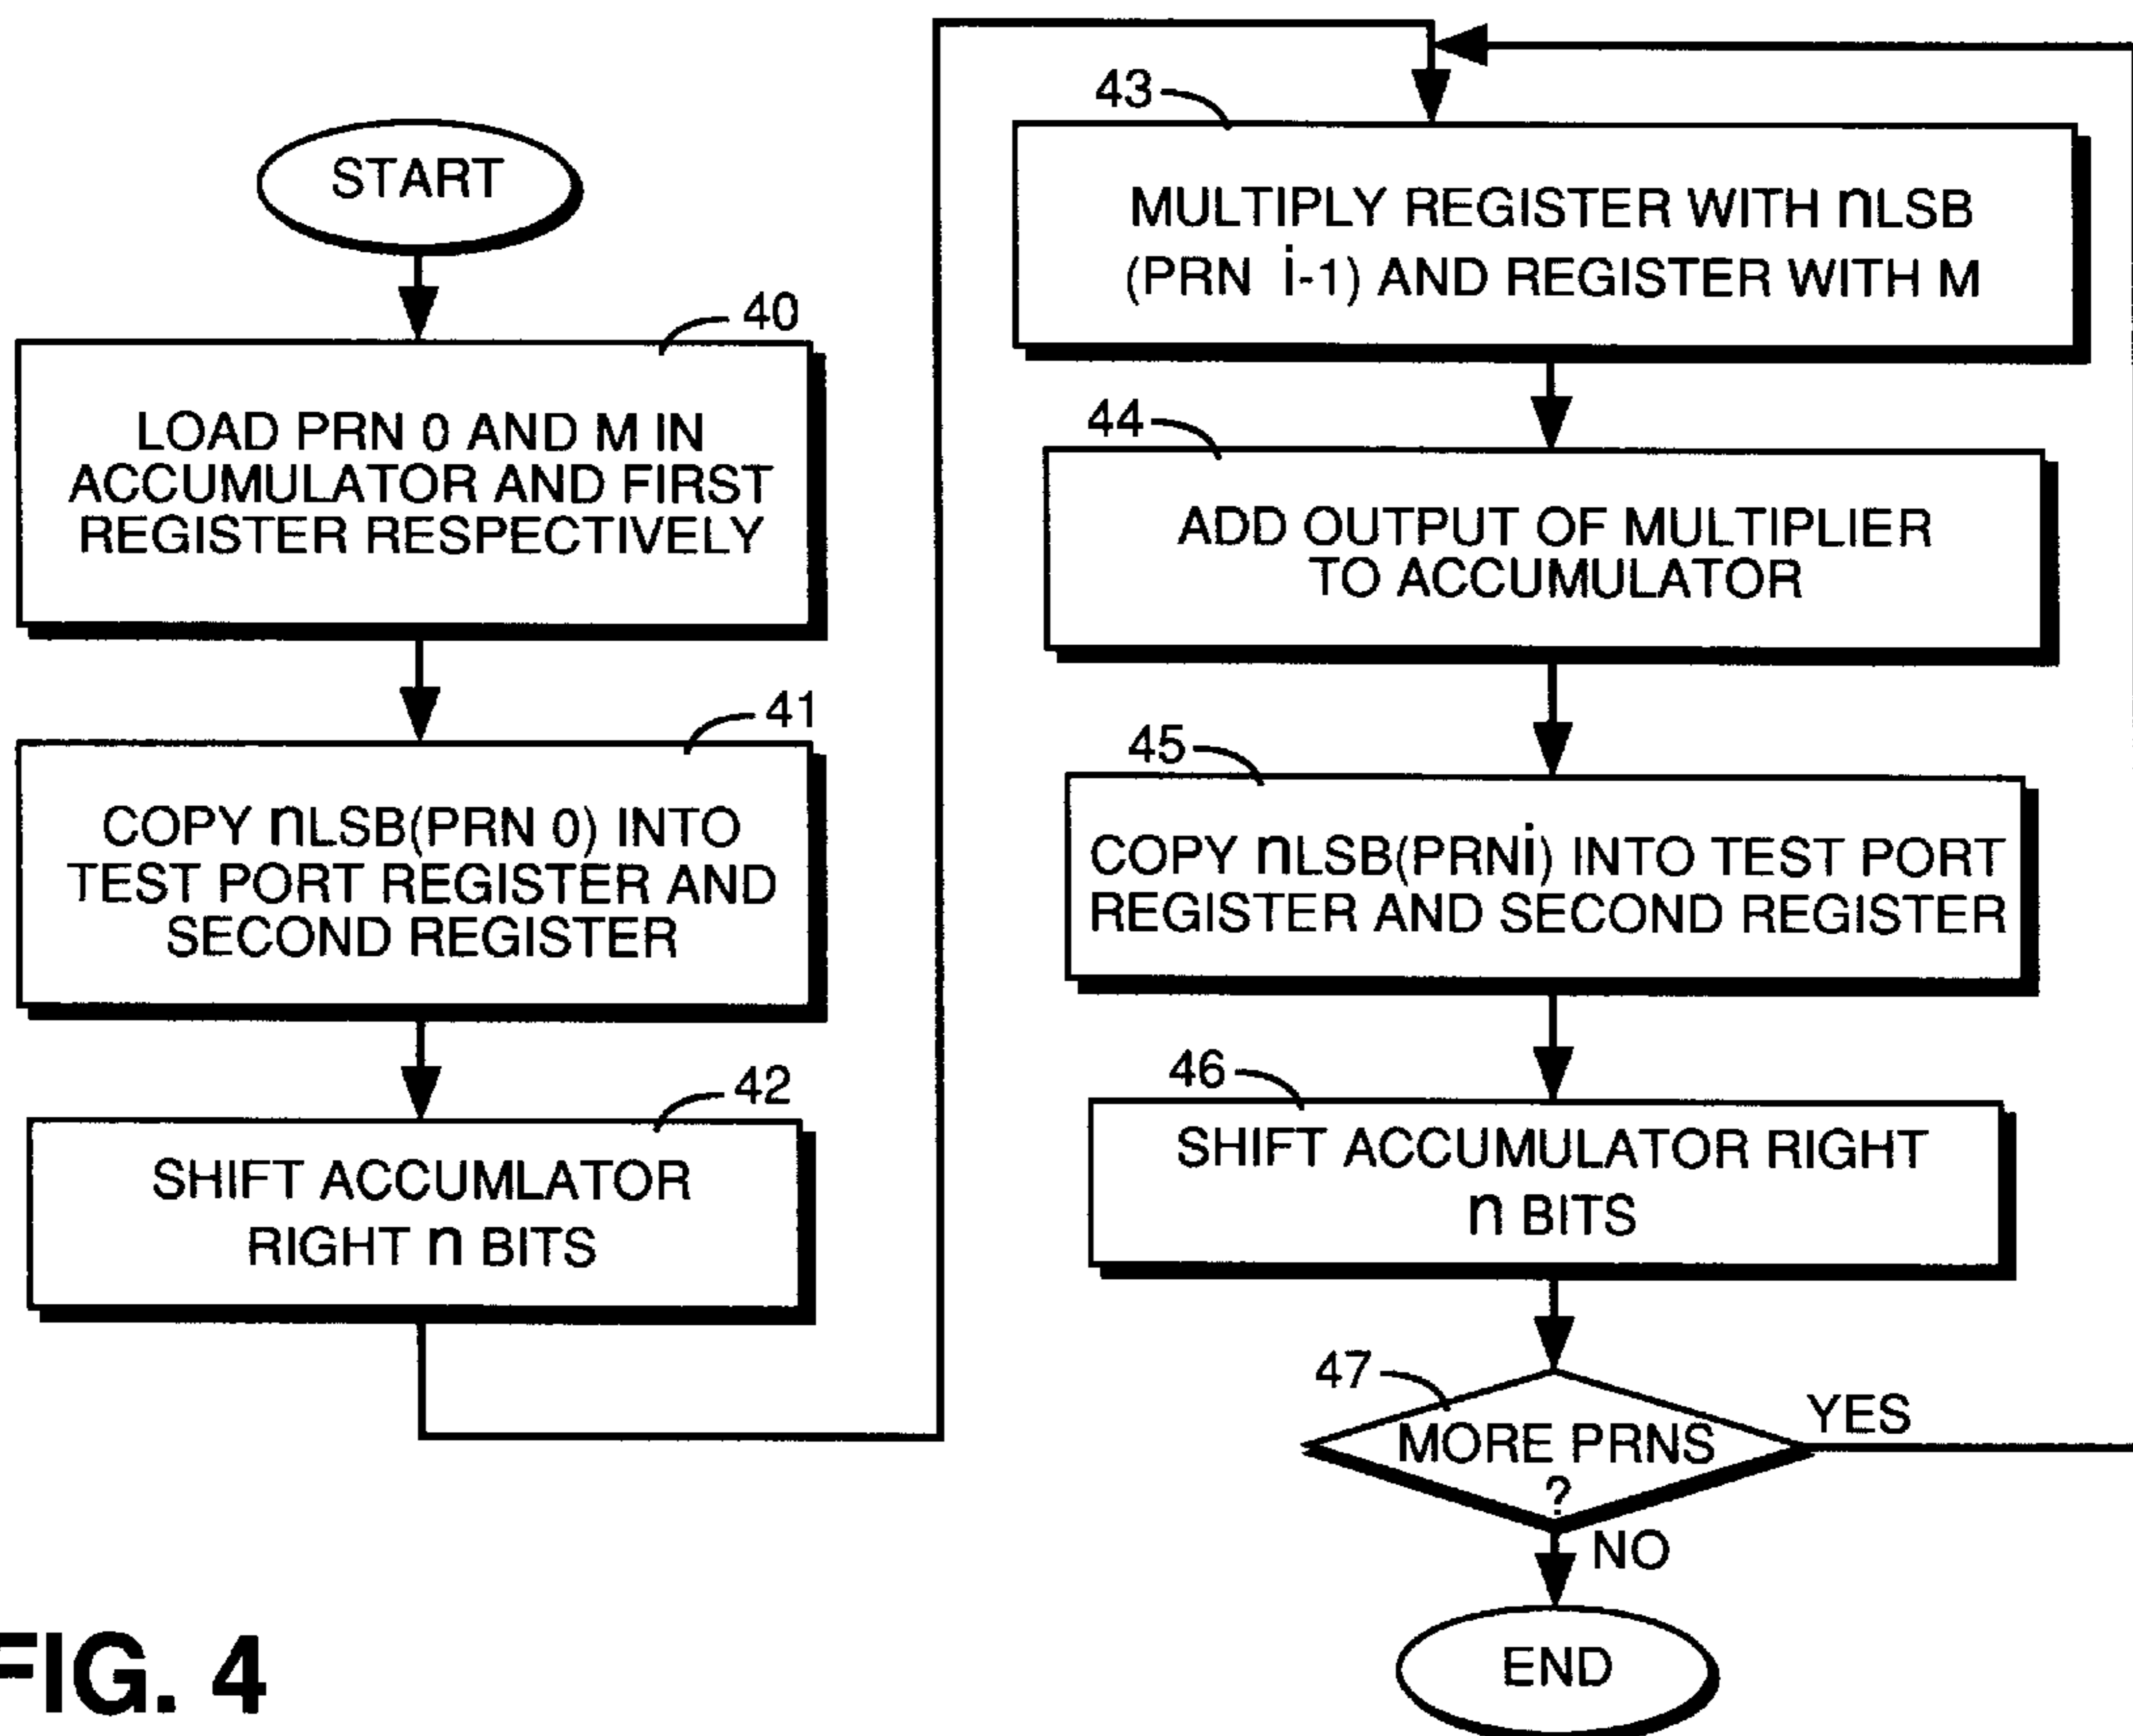 START
40
LOAD PRN 0 AND M IN
ACCUMULATOR AND FIRST
REGISTER RESPECTIVELY
41
COPY nLSB(PRN 0) INTO
TEST PORT REGISTER AND
SECOND REGISTER
42
SHIFT ACCUMLATOR
RIGHT n BITS
43
MULTIPLY REGISTER WITH nLSB
(PRN i-1) AND REGISTER WITH M
44
ADD OUTPUT OF MULTIPLIER
TO ACCUMULATOR
45
COPY nLSB(PRNi) INTO TEST PORT
REGISTER AND SECOND REGISTER
46
SHIFT ACCUMULATOR RIGHT
n BITS
47
MORE PRNS
?
YES
NO
END
FIG. 4